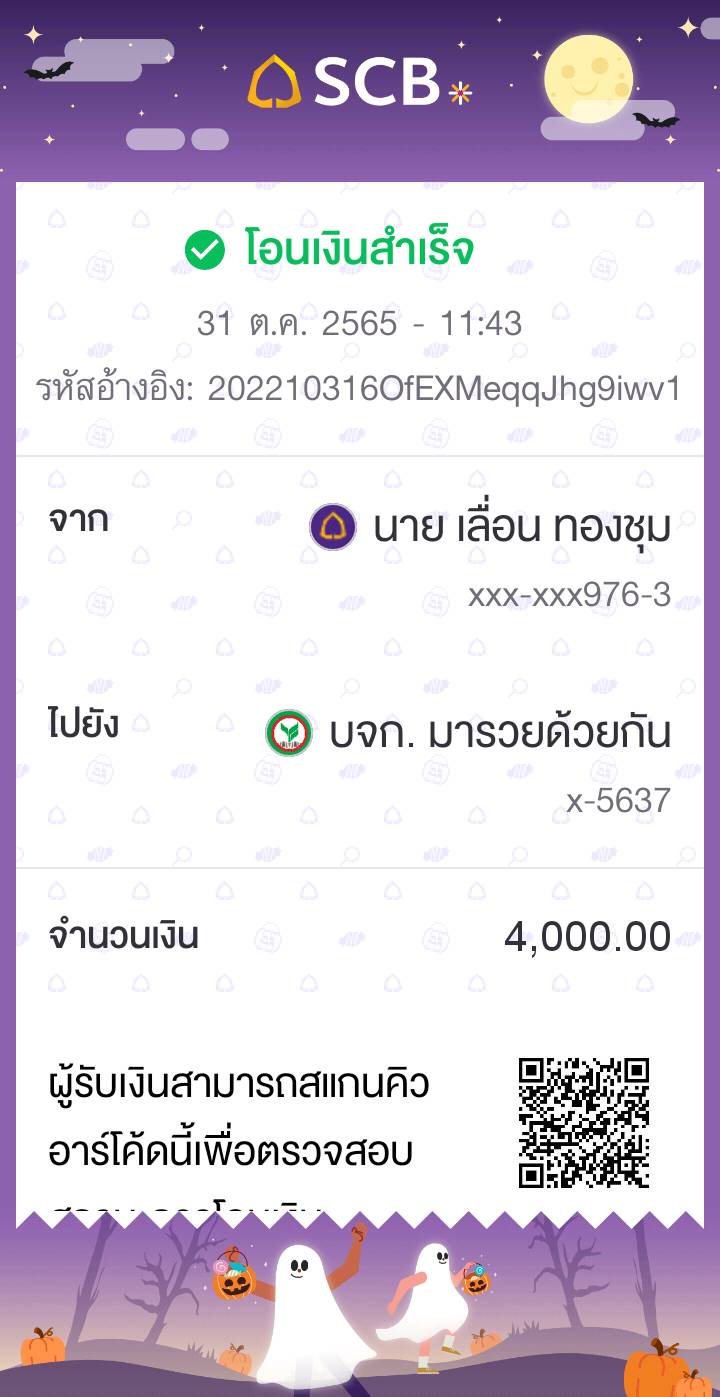 SCB
โอนเงินสำเร็จ
31 ต.ค. 2565 - 11:43
รหัสอ้างอิง: 202210316OfEXMeqqJhg9iwv1
จาก
นาย เลื่อน ทองชุม
xxx-xxx976-3
ไปยัง
บจก. มารวยด้วยกัน
x-5637
จำนวนเงิน
4,000.00
ผู้รับเงินสามารถสแกนคิว
อาร์โค้ดนี้เพื่อตรวจสอบ